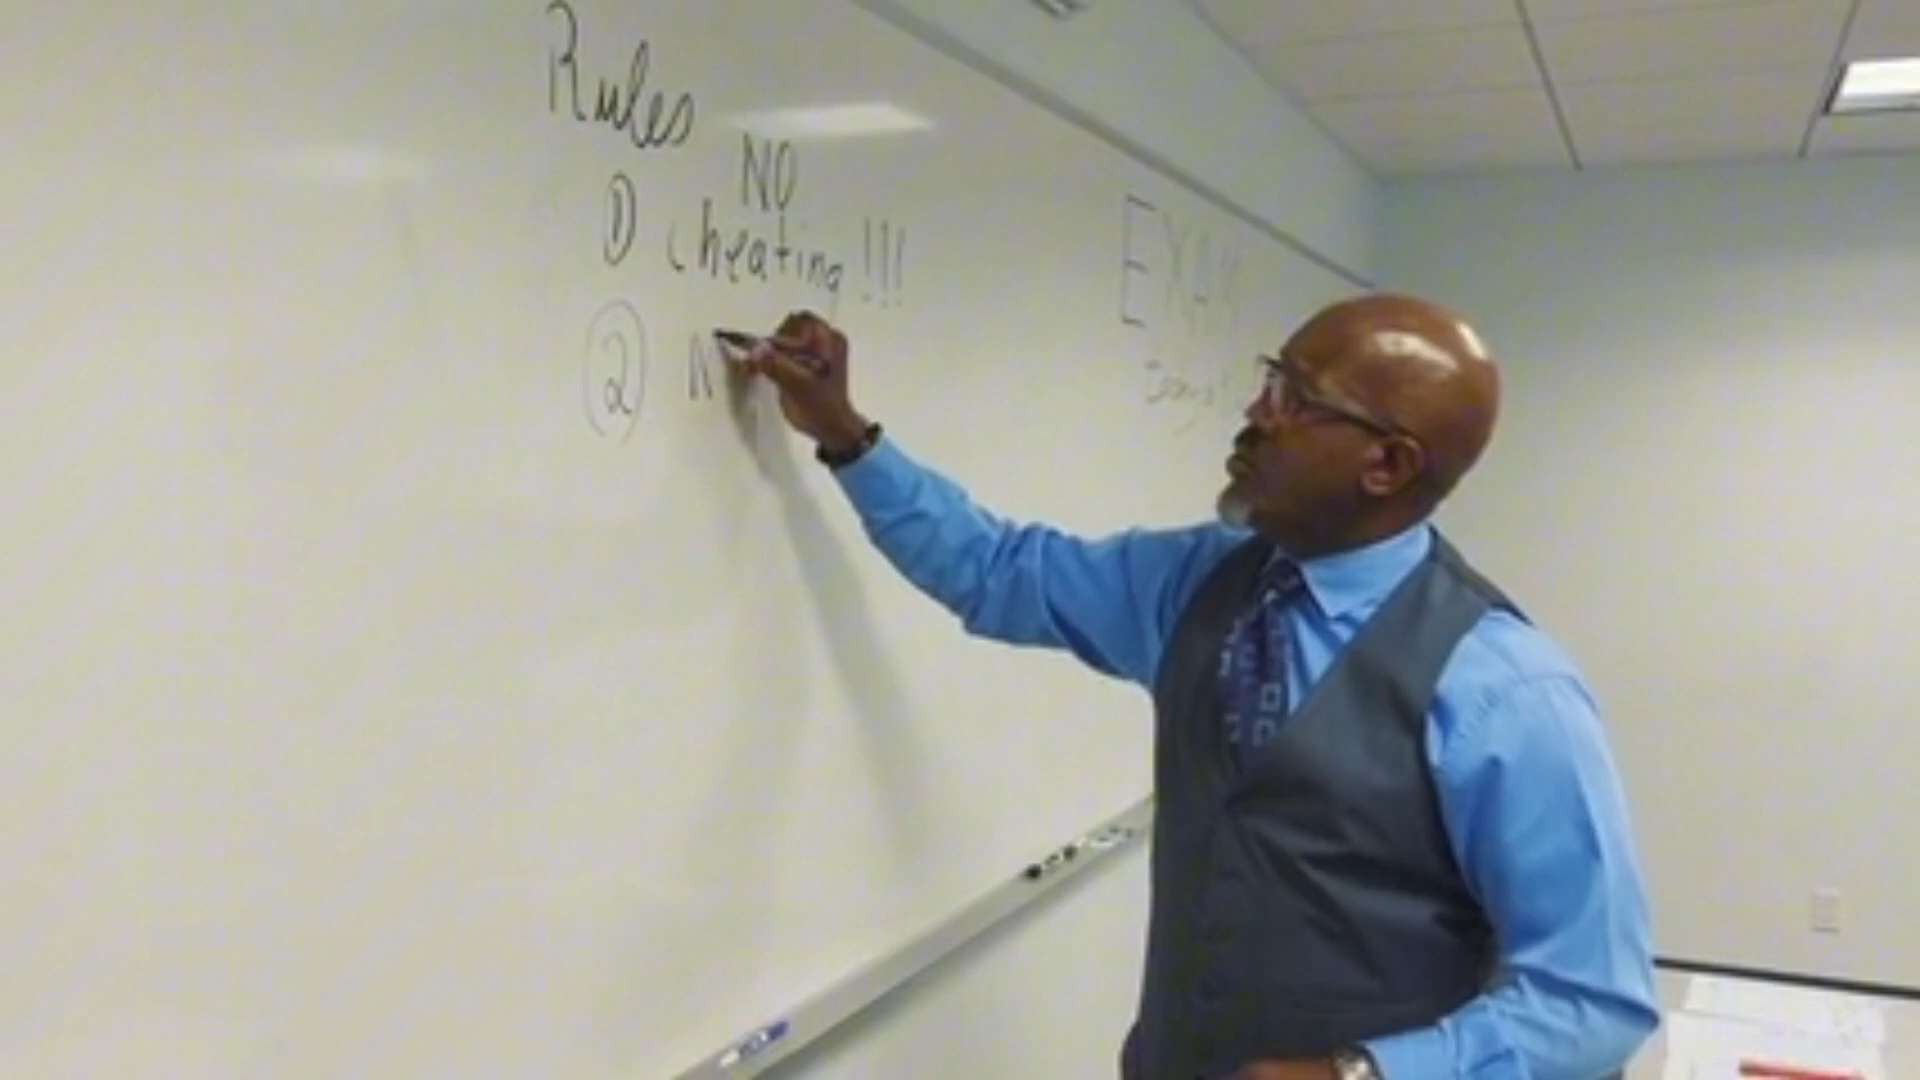 Rules
① NO
cheating!!!
② N
EXAM